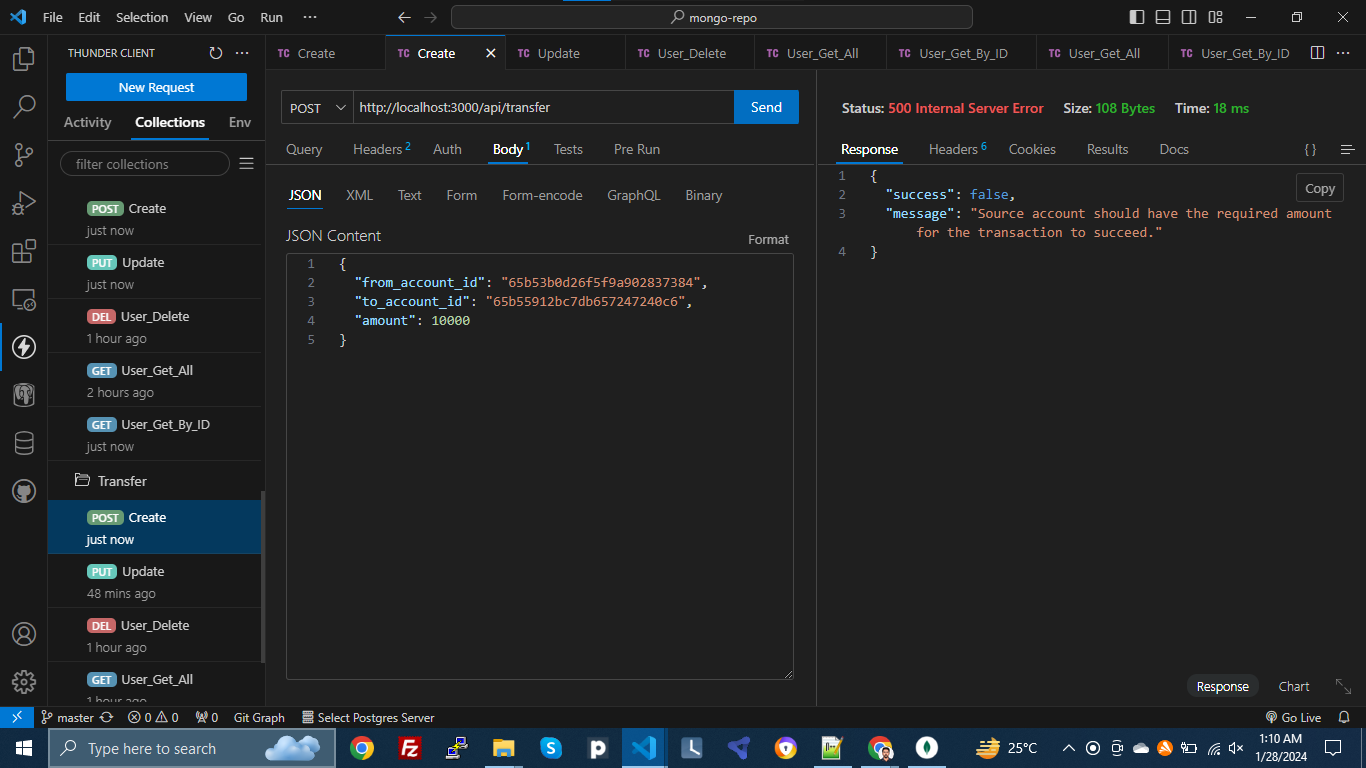 File Edit Selection View Go Run ··· mongo-repo
THUNDER CLIENT
New Request
Activity Collections Env
filter collections
POST Create
just now
PUT Update
just now
DEL User_Delete
1 hour ago
GET User_Get_All
2 hours ago
GET User_Get_By_ID
just now
Transfer
POST Create
just now
PUT Update
48 mins ago
DEL User_Delete
1 hour ago
GET User_Get_All
1 hour ago
TC Create TC Create TC Update TC User_Delete TC User_Get_All TC User_Get_By_ID TC User_Get_All TC User_Get_By_ID
POST http://localhost:3000/api/transfer Send
Query Headers 2 Auth Body 1 Tests Pre Run
JSON XML Text Form Form-encode GraphQL Binary
JSON Content Format
1 {
2 "from_account_id": "65b53b0d26f5f9a902837384",
3 "to_account_id": "65b55912bc7db657247240c6",
4 "amount": 10000
5 }
Status: 500 Internal Server Error Size: 108 Bytes Time: 18 ms
Response Headers 6 Cookies Results Docs {}
Copy
1 {
2 "success": false,
3 "message": "Source account should have the required amount
for the transaction to succeed."
4 }
Response Chart
master 0 0 0 Git Graph Select Postgres Server Go Live
Type here to search 25°C 1:10 AM
1/28/2024